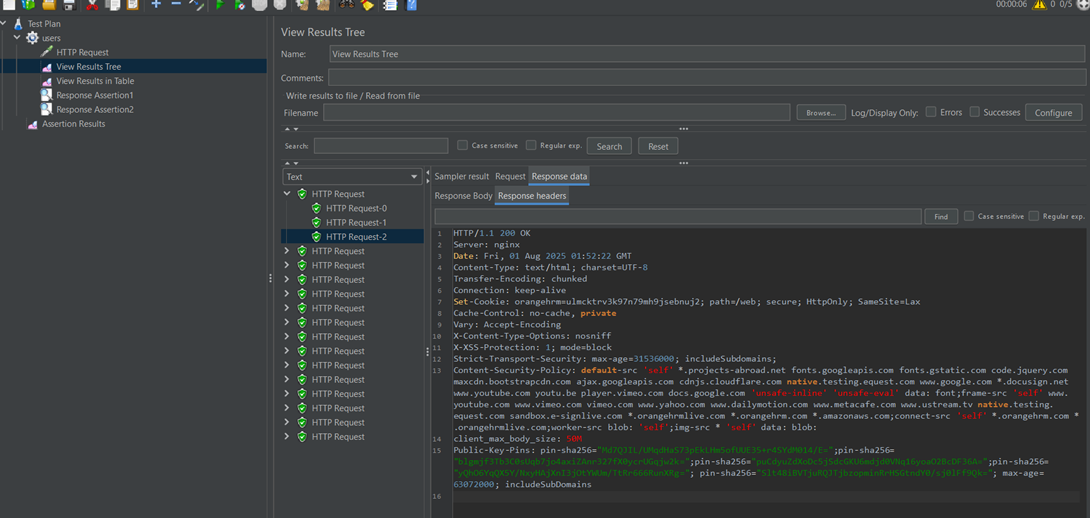 00:00:06 0 0/5
Test Plan
users
HTTP Request
View Results Tree
View Results in Table
Response Assertion1
Response Assertion2
Assertion Results
View Results Tree
Name: View Results Tree
Comments:
Write results to file / Read from file
Filename Browse... Log/Display Only: Errors Successes Configure
Search: Case sensitive Regular exp. Search Reset
Text
HTTP Request
HTTP Request-0
HTTP Request-1
HTTP Request-2
HTTP Request
HTTP Request
HTTP Request
HTTP Request
HTTP Request
HTTP Request
HTTP Request
HTTP Request
HTTP Request
HTTP Request
HTTP Request
HTTP Request
HTTP Request
HTTP Request
Sampler result Request Response data
Response Body Response headers
Find Case sensitive Regular exp.
1 HTTP/1.1 200 OK
2 Server: nginx
3 Date: Fri, 01 Aug 2025 01:52:22 GMT
4 Content-Type: text/html; charset=UTF-8
5 Transfer-Encoding: chunked
6 Connection: keep-alive
7 Set-Cookie: orangehrm=ulmcktrv3k97n79mh9jsebnuj2; path=/web; secure; HttpOnly; SameSite=Lax
8 Cache-Control: no-cache, private
9 Vary: Accept-Encoding
10 X-Content-Type-Options: nosniff
11 X-XSS-Protection: 1; mode=block
12 Strict-Transport-Security: max-age=31536000; includeSubdomains;
13 Content-Security-Policy: default-src 'self' *.projects-abroad.net fonts.googleapis.com fonts.gstatic.com code.jquery.com
maxcdn.bootstrapcdn.com ajax.googleapis.com cdnjs.cloudflare.com native.testing.equest.com www.google.com *.docusign.net
www.youtube.com youtu.be player.vimeo.com docs.google.com 'unsafe-inline' 'unsafe-eval' data: font;frame-src 'self' www.
youtube.com www.vimeo.com vimeo.com www.yahoo.com www.dailymotion.com www.metacafe.com www.ustream.tv native.testing.
equest.com sandbox.e-signlive.com *.orangehrmlive.com *.orangehrm.com *.amazonaws.com;connect-src 'self' *.orangehrm.com *
.orangehrmlive.com;worker-src blob: 'self';img-src * 'self' data: blob:
14 client_max_body_size: 50M
15 Public-Key-Pins: pin-sha256=
pin-sha256=
pin-sha256=
pin-sha256=
pin-sha256=
max-age=
63072000; includeSubDomains
16